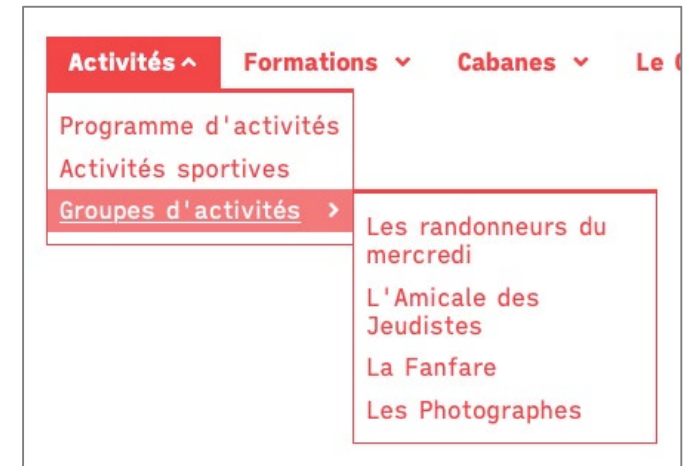 Activités Formations Cabanes Le
Programme d'activités
Activités sportives
Groupes d'activités
Les randonneurs du
mercredi
L'Amicale des
Jeudistes
La Fanfare
Les Photographes